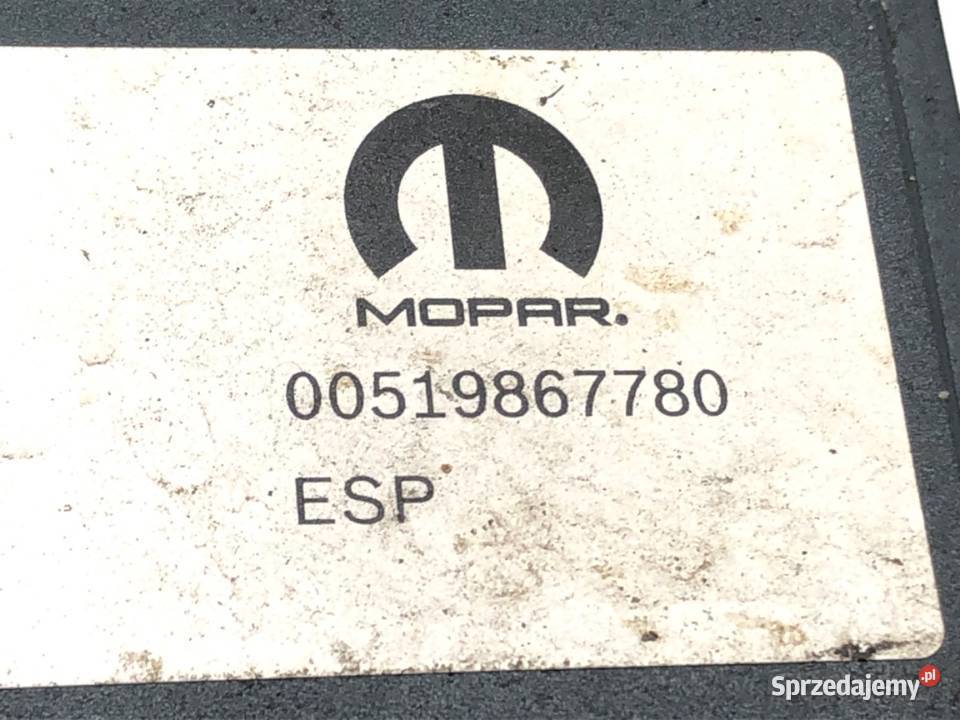 MOPAR.
00519867780
ESP
Sprzedajemy.pl